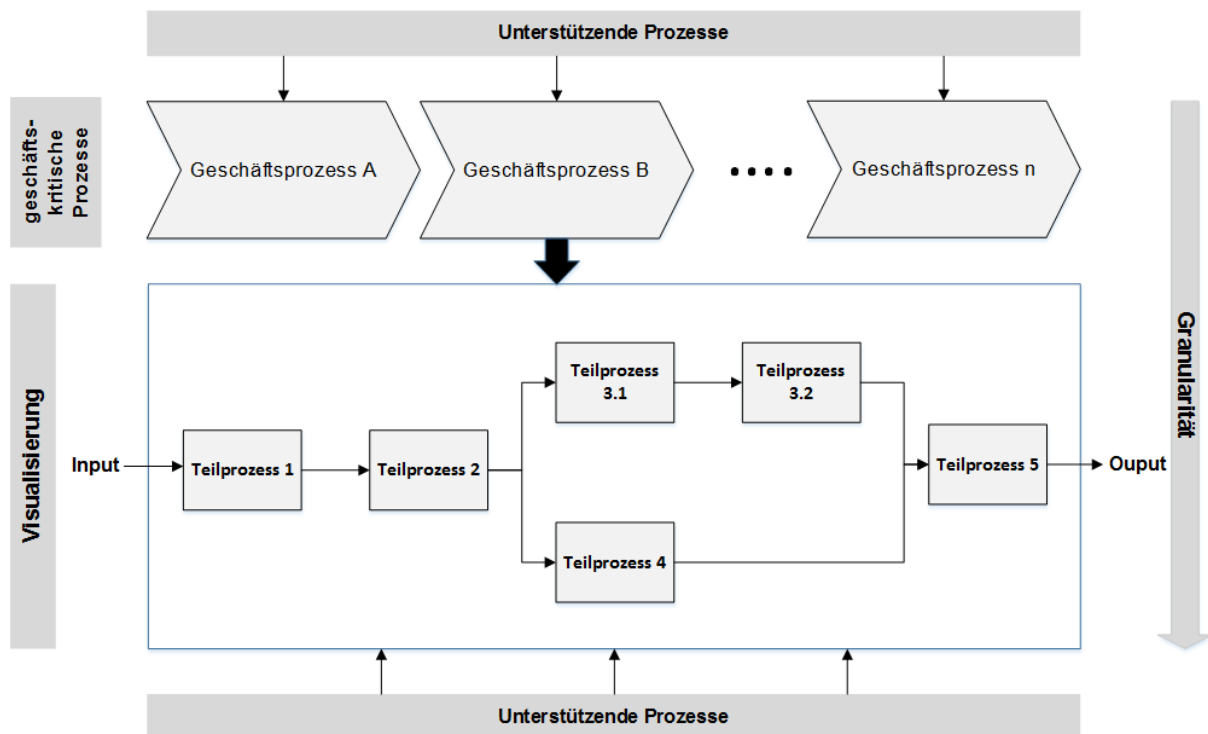 Unterstützende Prozesse
geschäfts-
kritische
Prozesse
Geschäftsprozess A
Geschäftsprozess B
....
Geschäftsprozess n
Visualisierung
Granularität
Input
Teilprozess 1
Teilprozess 2
Teilprozess
3.1
Teilprozess
3.2
Teilprozess 4
Teilprozess 5
Ouput
Unterstützende Prozesse